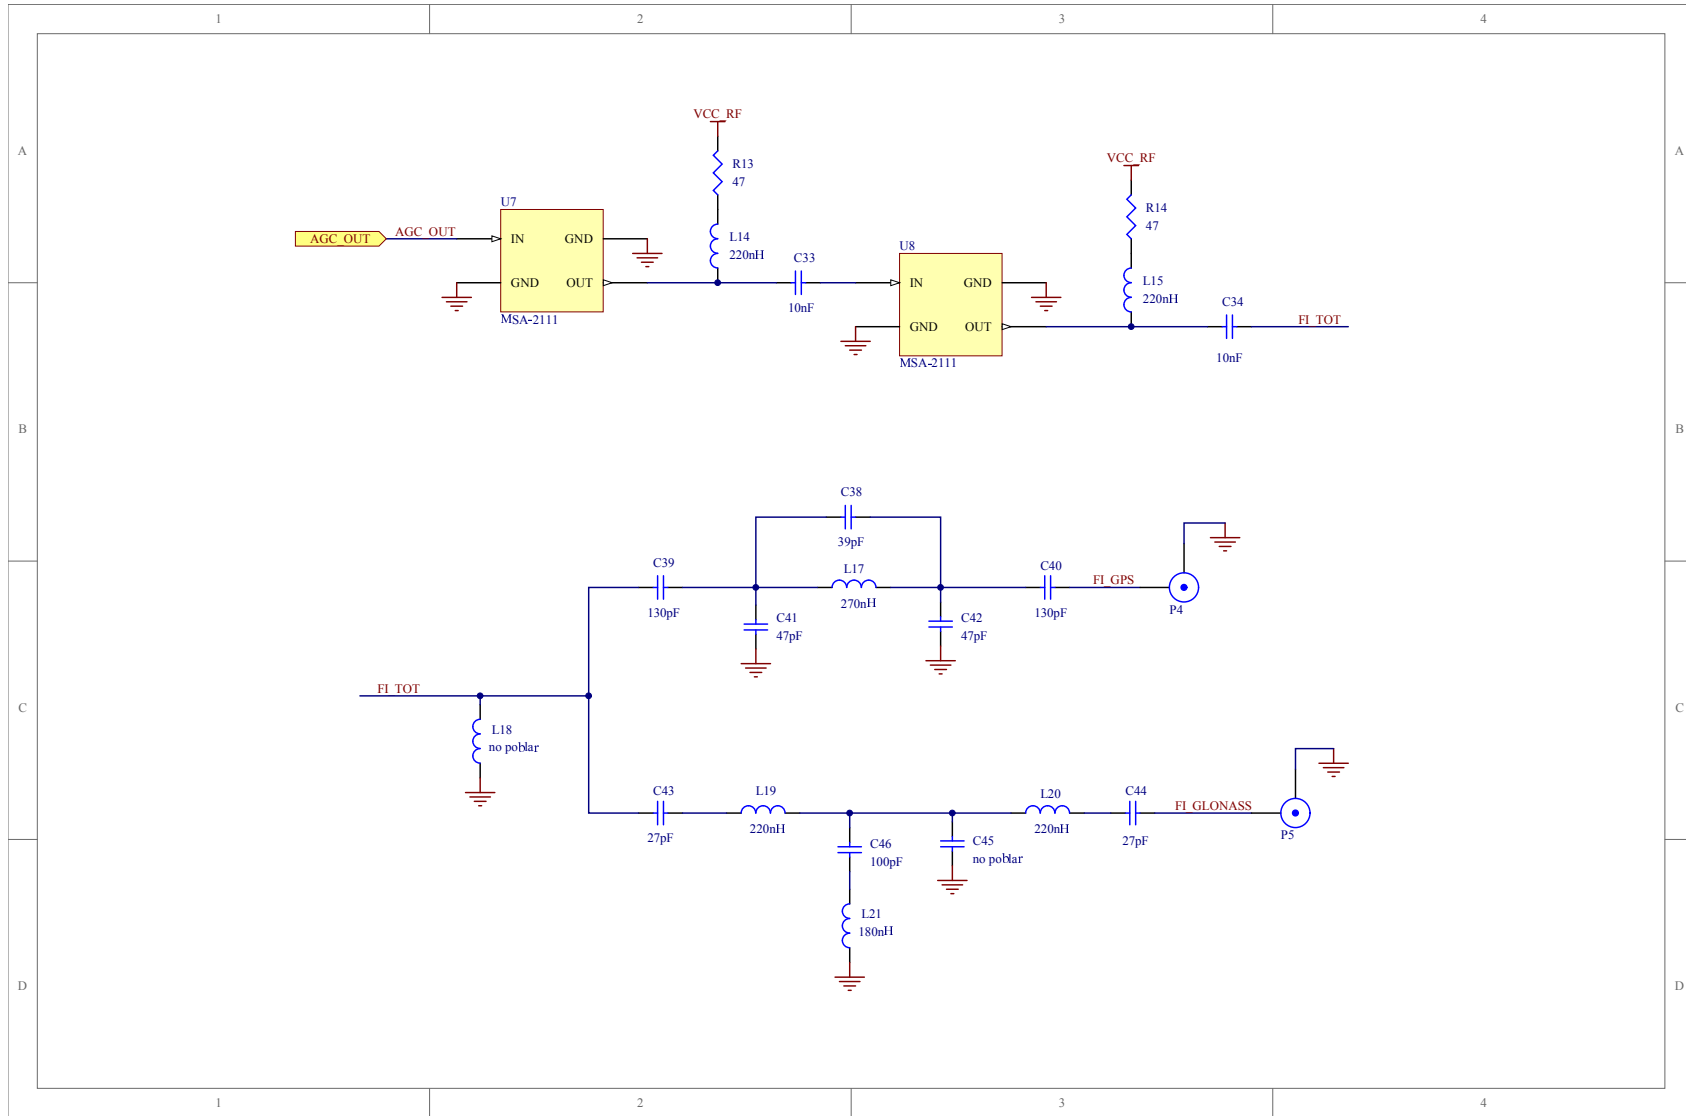 1 2 3 4
A A
VCC_RF
R13
47
VCC_RF
U7
R14
47
AGC_OUT AGC_OUT IN GND
L14
220nH
U8
C33
GND OUT IN GND
L15
220nH
10nF
C34
MSA-2111
GND OUT
FI_TOT
MSA-2111
10nF
B B
C38
39pF
C39 L17 C40
FI_GPS
130pF 270nH 130pF
P4
C41
47pF
C42
47pF
FI_TOT
C C
L18
no poblar
C43 L19 L20 C44
FI_GLONASS
27pF 220nH 220nH 27pF
P5
C46
100pF
C45
no poblar
L21
180nH
D D
1 2 3 4